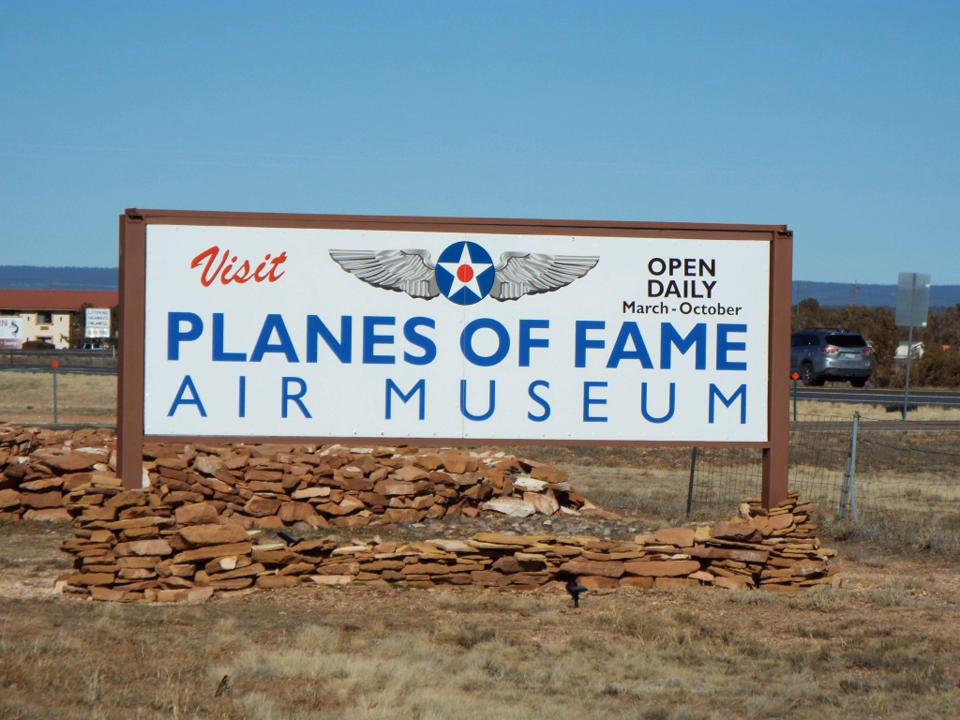 Visit
OPEN
DAILY
March - October
PLANES OF FAME
AIR MUSEUM